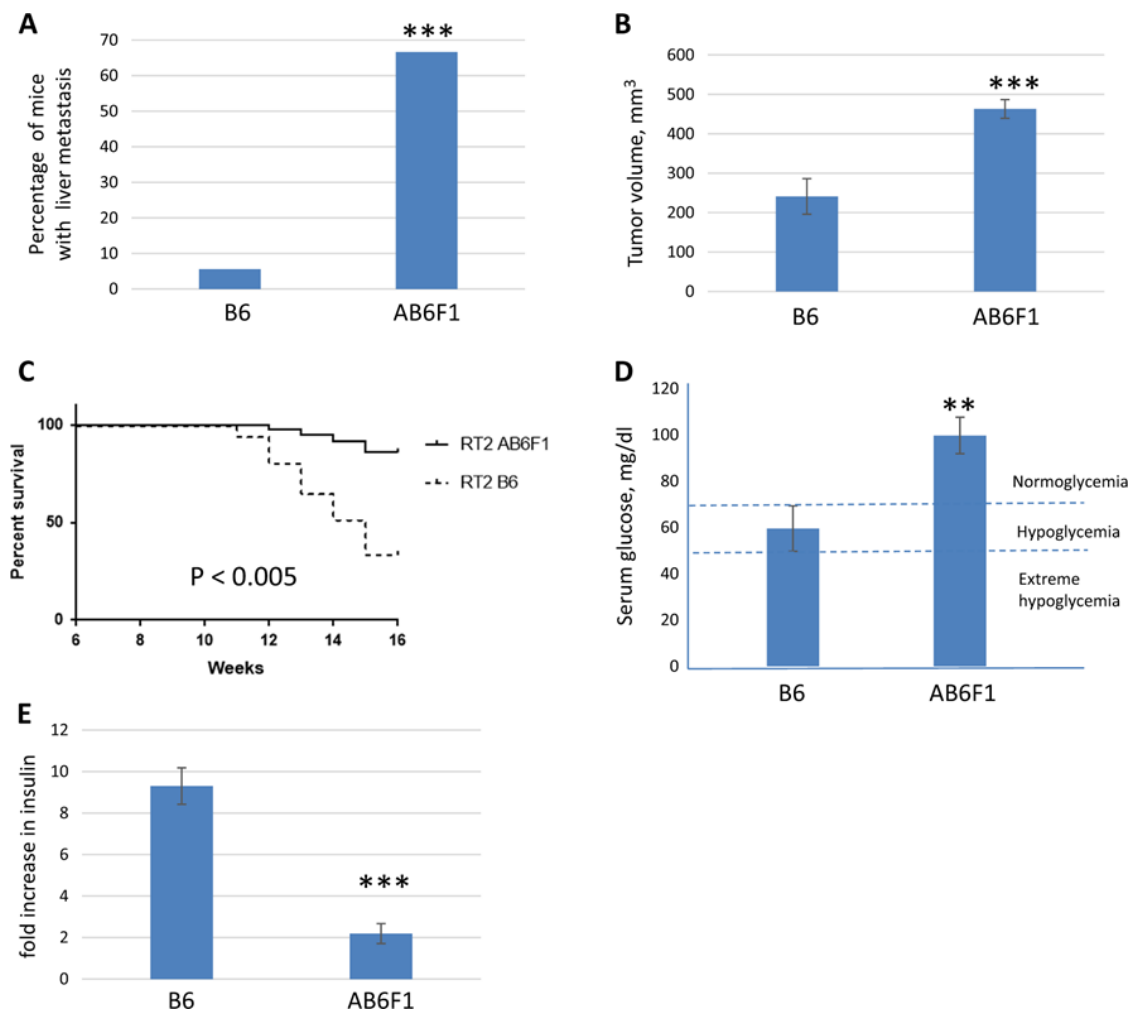 A
Percentage of mice
with liver metastasis
70
60
50
40
30
20
10
0
***
B6
AB6F1
B
Tumor volume, mm³
600
500
400
300
200
100
0
***
B6
AB6F1
C
Percent survival
100
50
0
RT2 AB6F1
RT2 B6
P < 0.005
6 8 10 12 14 16
Weeks
D
Serum glucose, mg/dl
120
100
80
60
40
20
0
**
Normoglycemia
Hypoglycemia
Extreme
hypoglycemia
B6
AB6F1
E
fold increase in insulin
12
10
8
6
4
2
0
***
B6
AB6F1